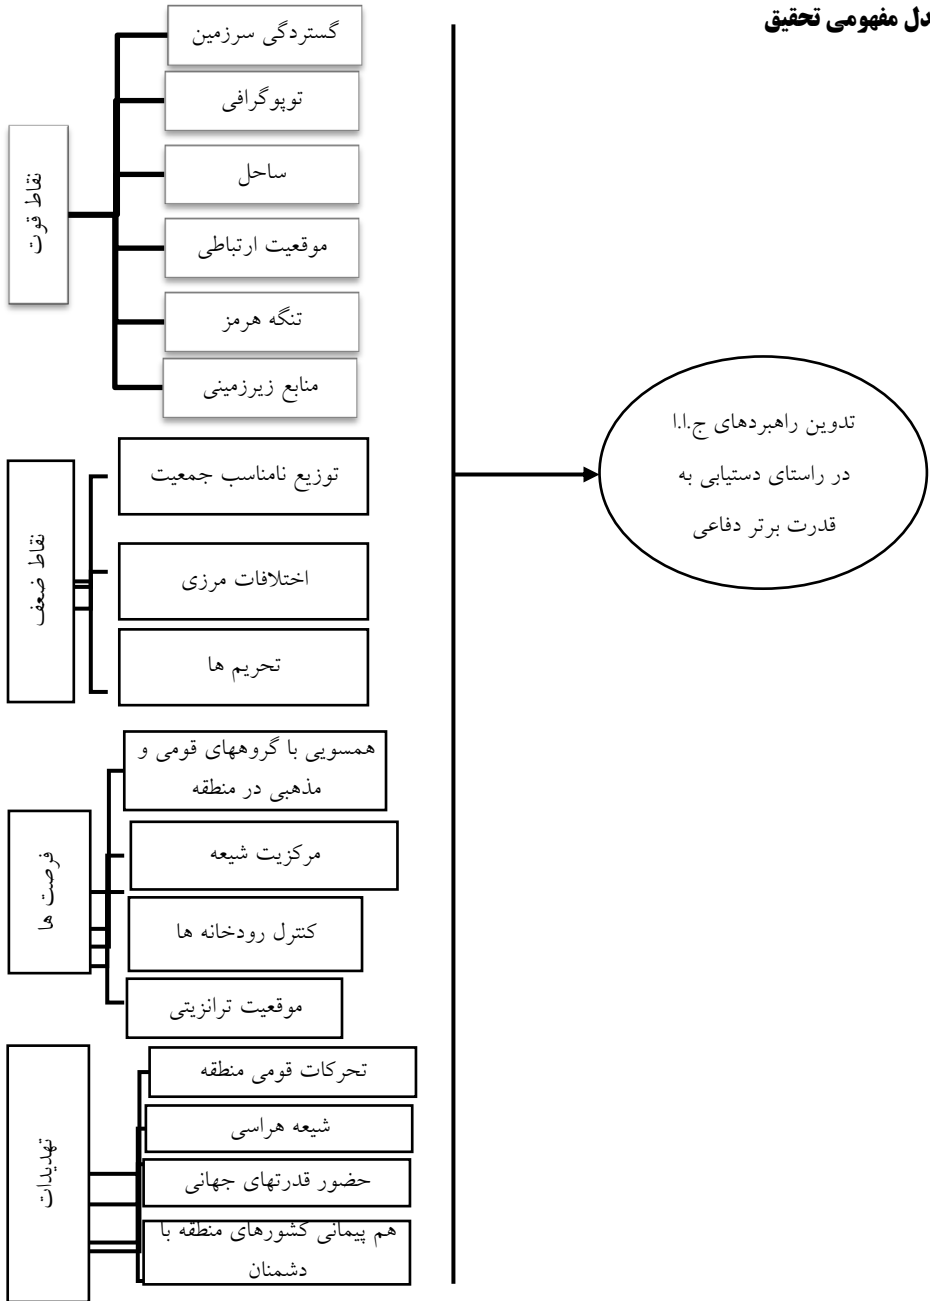 دل مفهومی تحقیق
نقاط قوت
گستردگی سرزمین
توپوگرافی
ساحل
موقعیت ارتباطی
تنگه هرمز
منابع زیرزمینی
نقاط ضعف
توزیع نامناسب جمعیت
اختلافات مرزی
تحریم ها
فرصت ها
همسویی با گروههای قومی و
مذهبی در منطقه
مرکزیت شیعه
کنترل رودخانه ها
موقعیت ترانزیتی
تهدیدات
تحرکات قومی منطقه
شیعه هراسی
حضور قدرتهای جهانی
هم پیمانی کشورهای منطقه با
دشمنان
تدوین راهبردهای ج.ا.ا
در راستای دستیابی به
قدرت برتر دفاعی